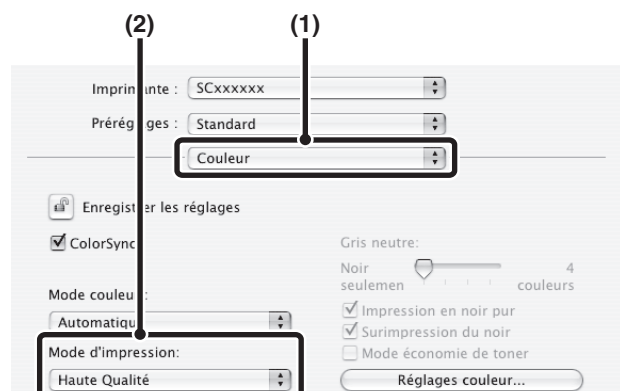 (2) (1)
Imprimante : SCxxxxxx
Préréglages : Standard
Couleur
Enregistrer les réglages
ColorSync
Gris neutre:
Noir seulemen
4 couleurs
Mode couleur :
Automatique
Impression en noir pur
Surimpression du noir
Mode économie de toner
Mode d'impression:
Haute Qualité
Réglages couleur...